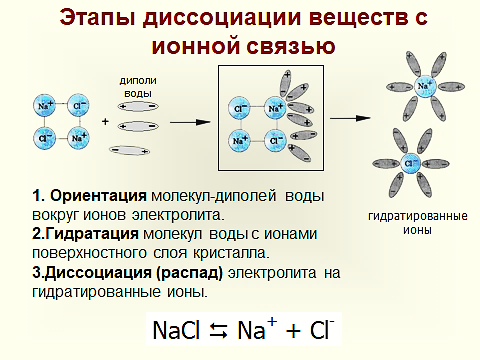 Этапы диссоциации веществ с
ионной связью
диполи
воды
Na⁺ Cl⁻
Cl⁻ Na⁺
+
+ −
− +
− +
Na⁺ Cl⁻
Cl⁻ Na⁺
Na⁺
Cl⁻
гидратированные
ионы
1. Ориентация молекул-диполей воды
вокруг ионов электролита.
2.Гидратация молекул воды с ионами
поверхностного слоя кристалла.
3.Диссоциация (распад) электролита на
гидратированные ионы.
NaCl ⇆ Na⁺ + Cl⁻